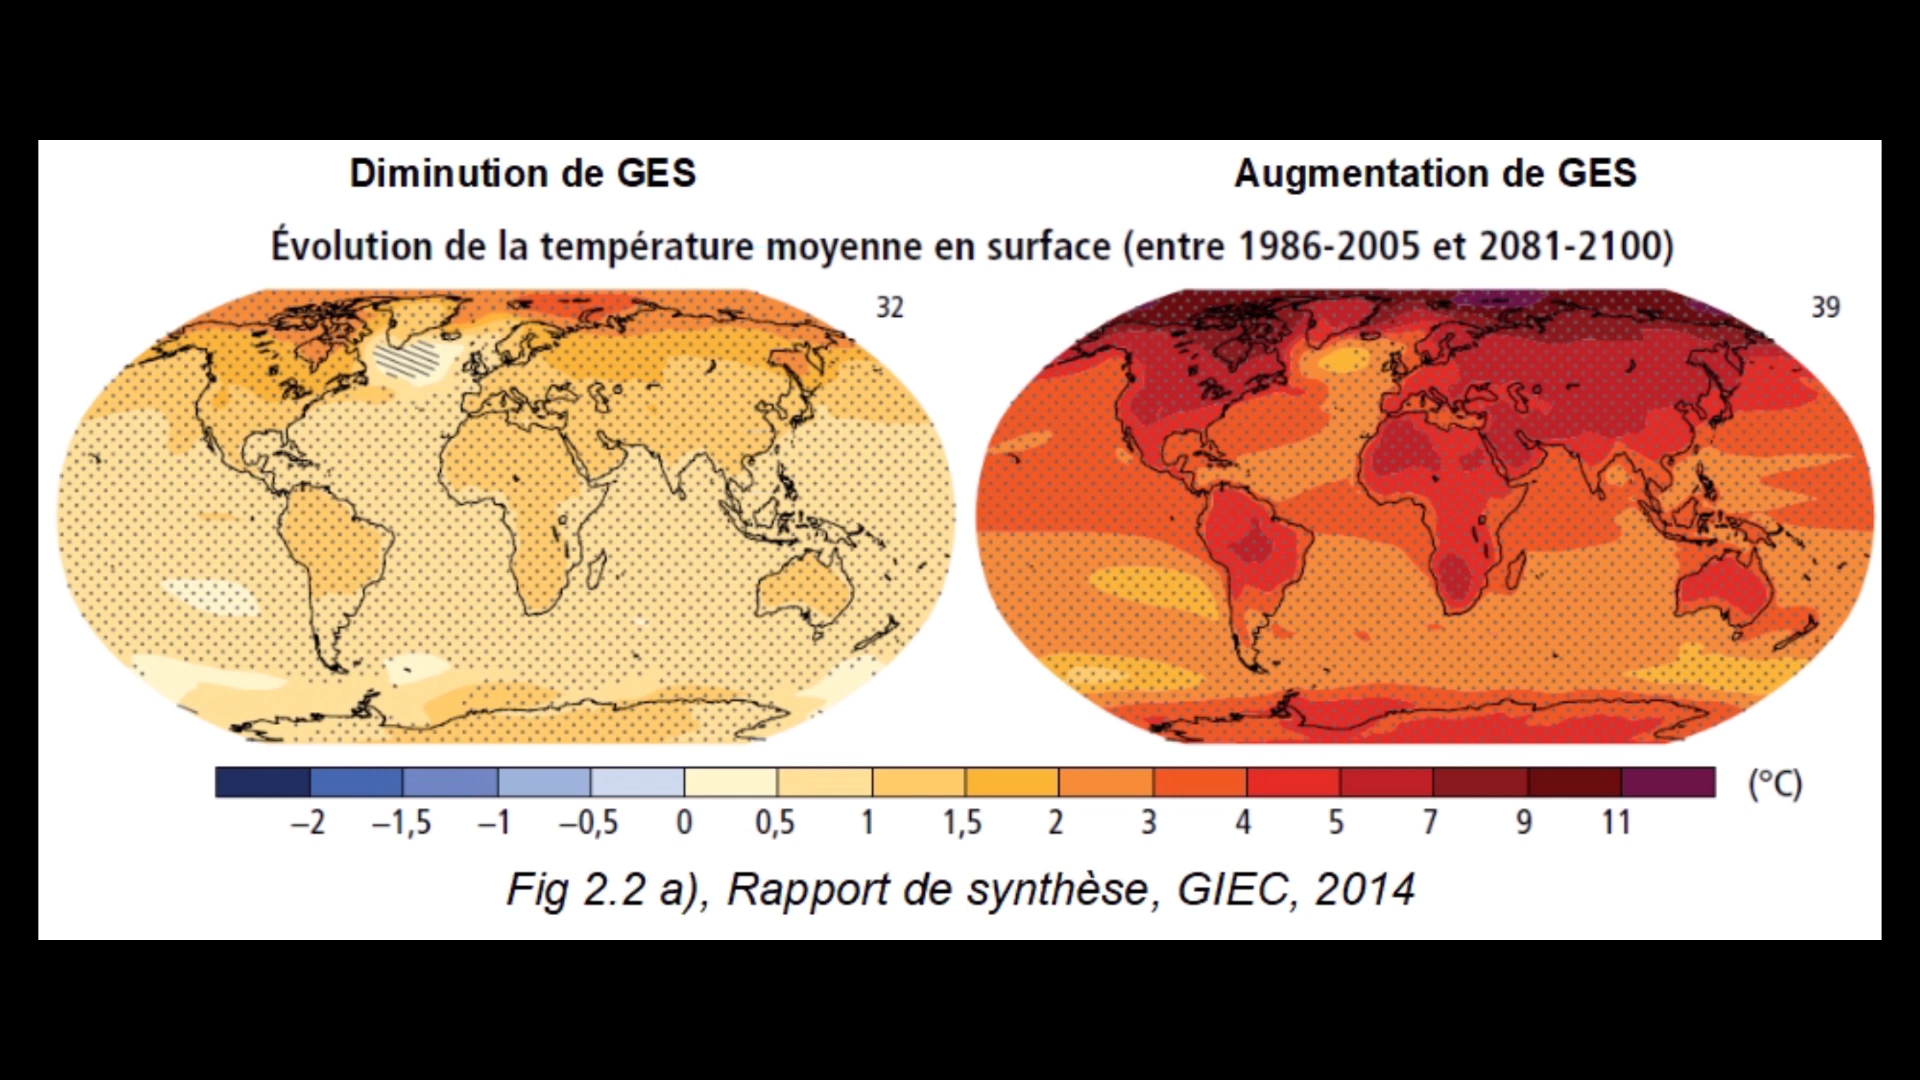 Diminution de GES
Augmentation de GES
Évolution de la température moyenne en surface (entre 1986-2005 et 2081-2100)
32
39
(°C)
–2 –1,5 –1 –0,5 0 0,5 1 1,5 2 3 4 5 7 9 11
Fig 2.2 a), Rapport de synthèse, GIEC, 2014